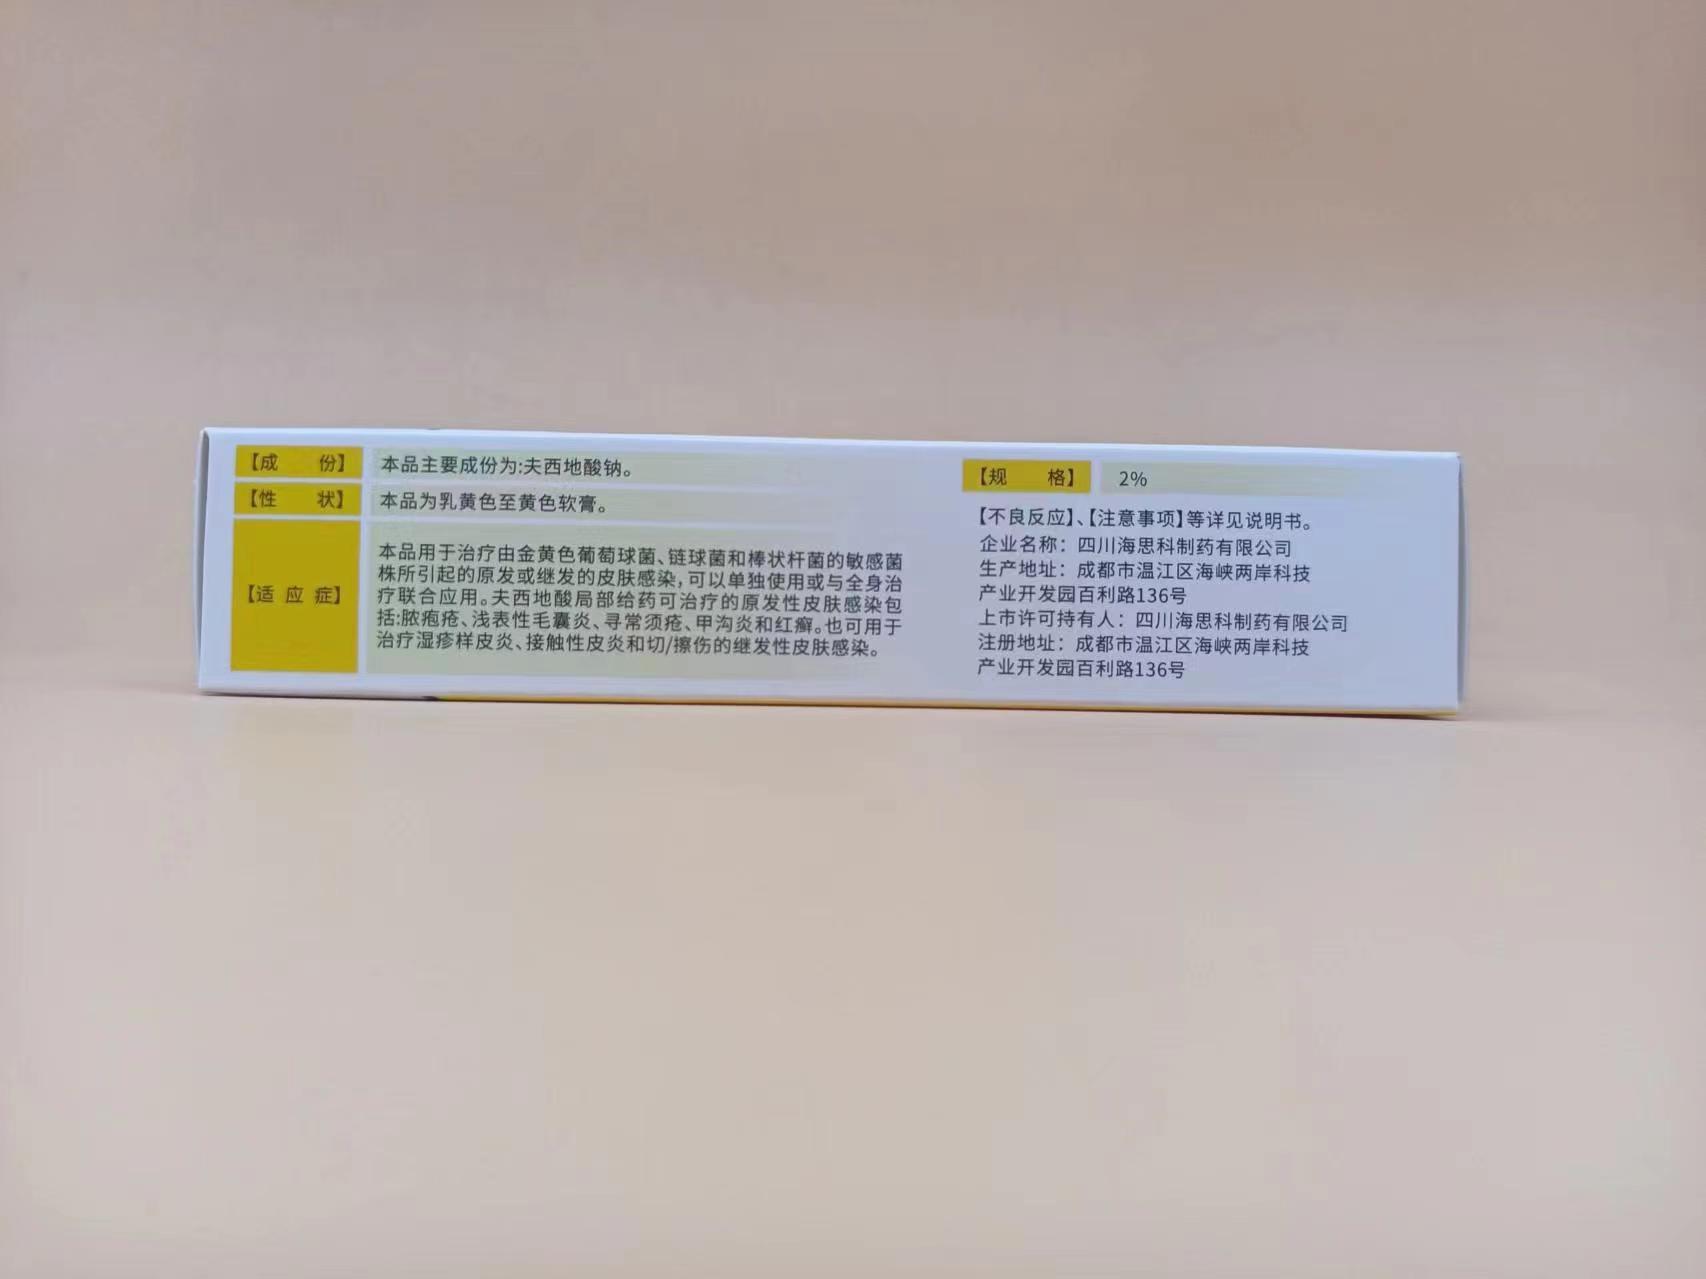 【成 份】 本品主要成份为:夫西地酸钠。
【性 状】 本品为乳黄色至黄色软膏。
【适 应 症】
本品用于治疗由金黄色葡萄球菌、链球菌和棒状杆菌的敏感菌
株所引起的原发或继发的皮肤感染,可以单独使用或与全身治
疗联合应用。夫西地酸局部给药可治疗的原发性皮肤感染包
括:脓疱疮、浅表性毛囊炎、寻常须疮、甲沟炎和红癣。也可用于
治疗湿疹样皮炎、接触性皮炎和切/擦伤的继发性皮肤感染。
【规 格】 2%
【不良反应】、【注意事项】等详见说明书。
企业名称：四川海思科制药有限公司
生产地址：成都市温江区海峡两岸科技
产业开发园百利路136号
上市许可持有人：四川海思科制药有限公司
注册地址：成都市温江区海峡两岸科技
产业开发园百利路136号